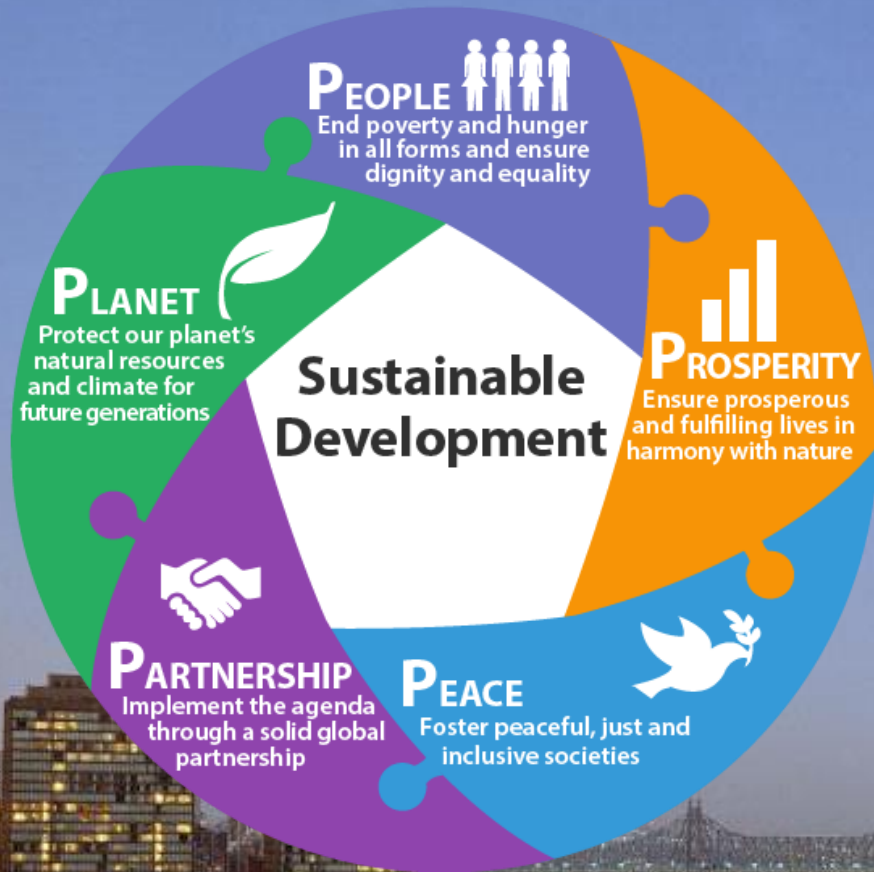 PEOPLE
End poverty and hunger
in all forms and ensure
dignity and equality
PROSPERITY
Ensure prosperous
and fulfilling lives in
harmony with nature
PEACE
Foster peaceful, just and
inclusive societies
PARTNERSHIP
Implement the agenda
through a solid global
partnership
PLANET
Protect our planet’s
natural resources
and climate for
future generations
Sustainable
Development